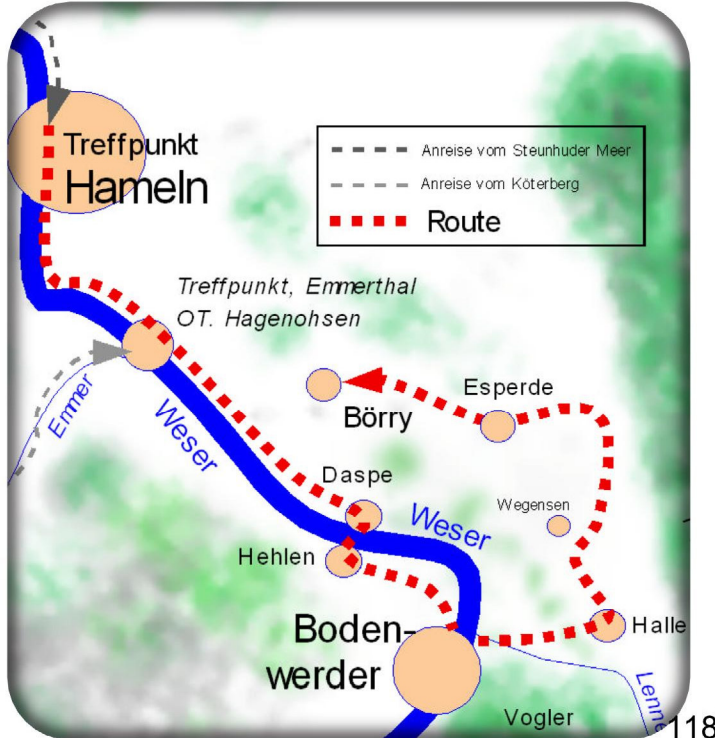 Treffpunkt
Hameln
Anreise vom Steunhuder Meer
Anreise vom Köterberg
Route
Treffpunkt, Emmerthal
OT. Hagenohsen
Emmer
Weser
Börry
Esperde
Daspe
Weser
Wegensen
Hehlen
Boden-
werder
Halle
Lenne
Vogler
118